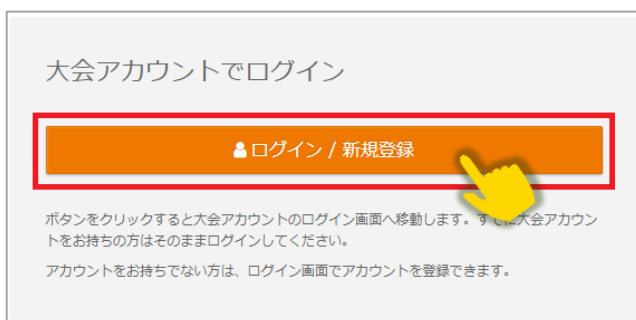 大会アカウントでログイン
ログイン / 新規登録
ボタンをクリックすると大会アカウントのログイン画面へ移動します。すでに大会アカウン
トをお持ちの方はそのままログインしてください。
アカウントをお持ちでない方は、ログイン画面でアカウントを登録できます。